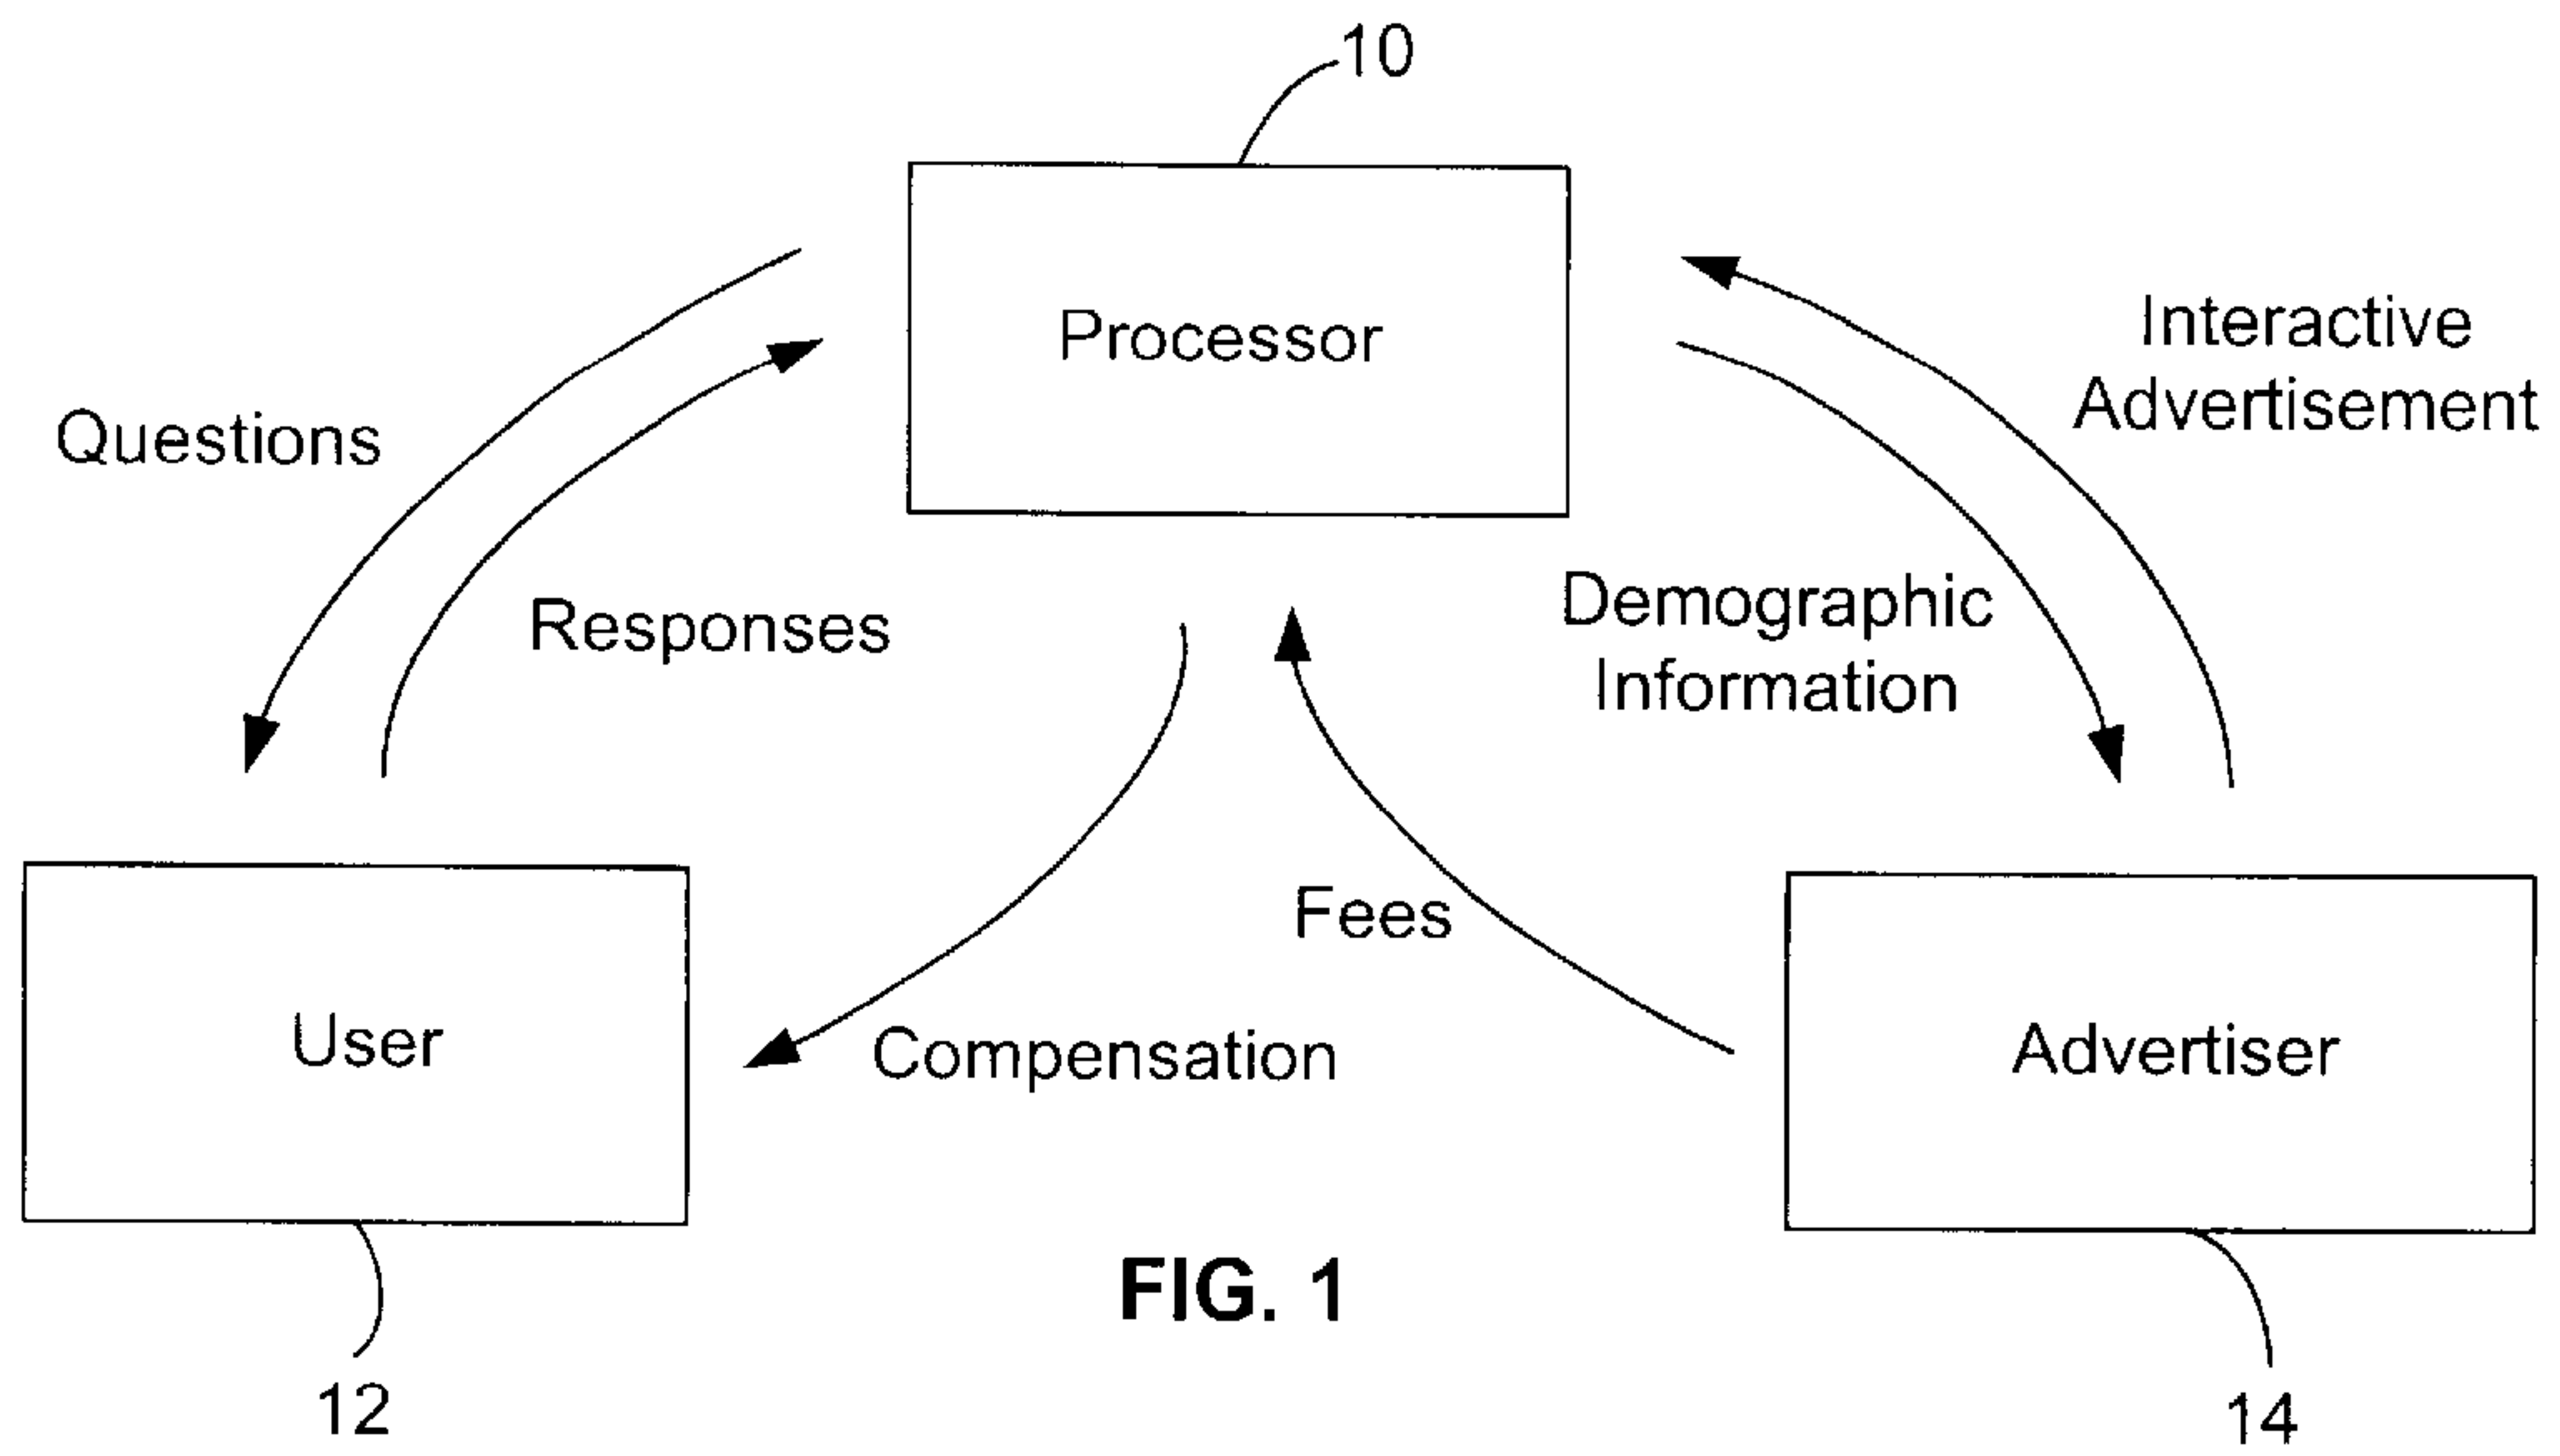 10
Processor
Interactive
Advertisement
Questions
Responses
Demographic
Information
Fees
Compensation
User
Advertiser
FIG. 1
12
14